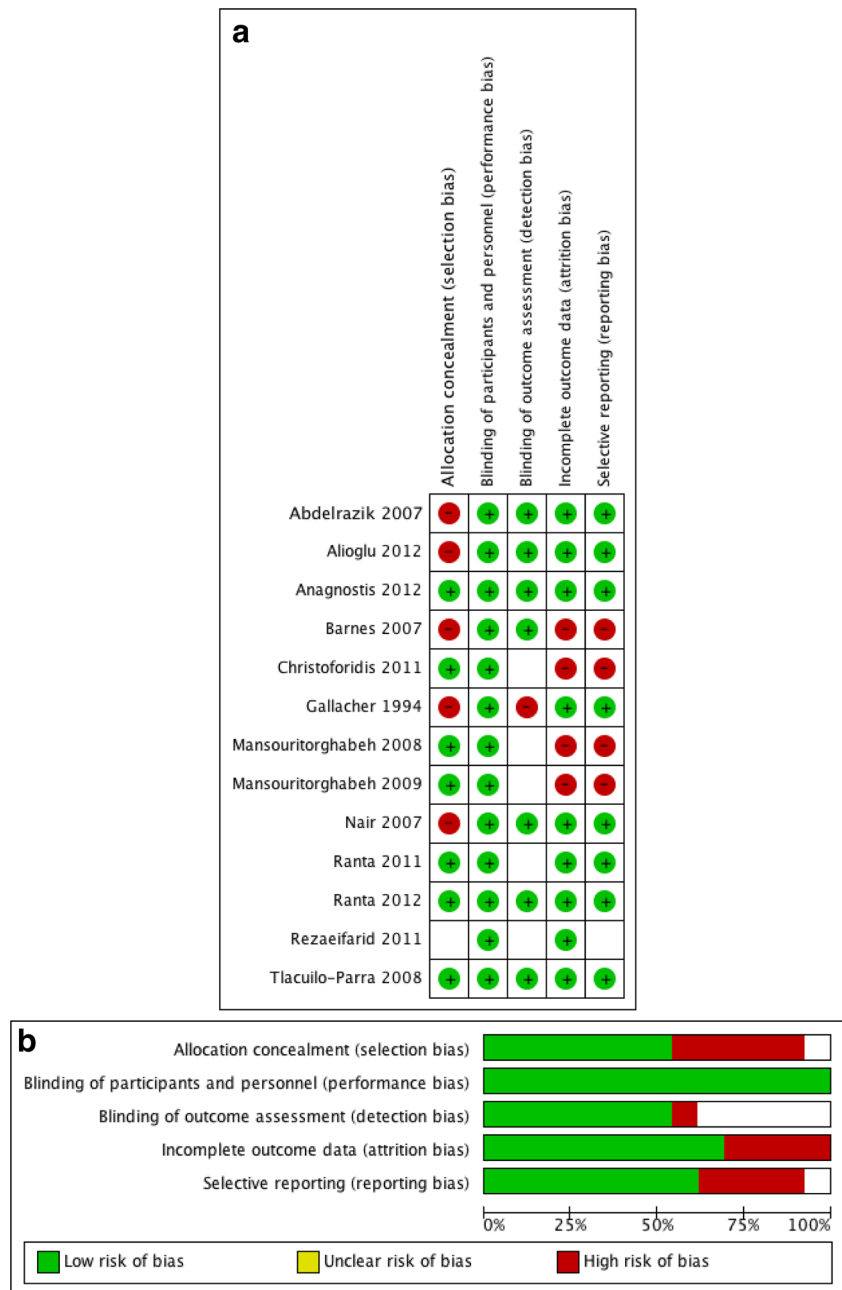 a
Allocation concealment (selection bias)
Blinding of participants and personnel (performance bias)
Blinding of outcome assessment (detection bias)
Incomplete outcome data (attrition bias)
Selective reporting (reporting bias)
Abdelrazik 2007 - + + + +
Alioglu 2012 - + + + +
Anagnostis 2012 + + + + +
Barnes 2007 - + + - -
Christoforidis 2011 + + - -
Gallacher 1994 - + - + +
Mansouritorghabeh 2008 + + - -
Mansouritorghabeh 2009 + + - -
Nair 2007 - + + + +
Ranta 2011 + + + +
Ranta 2012 + + + + +
Rezaeifarid 2011 + +
Tlacuilo-Parra 2008 + + + + +
b
Allocation concealment (selection bias)
Blinding of participants and personnel (performance bias)
Blinding of outcome assessment (detection bias)
Incomplete outcome data (attrition bias)
Selective reporting (reporting bias)
0% 25% 50% 75% 100%
Low risk of bias Unclear risk of bias High risk of bias